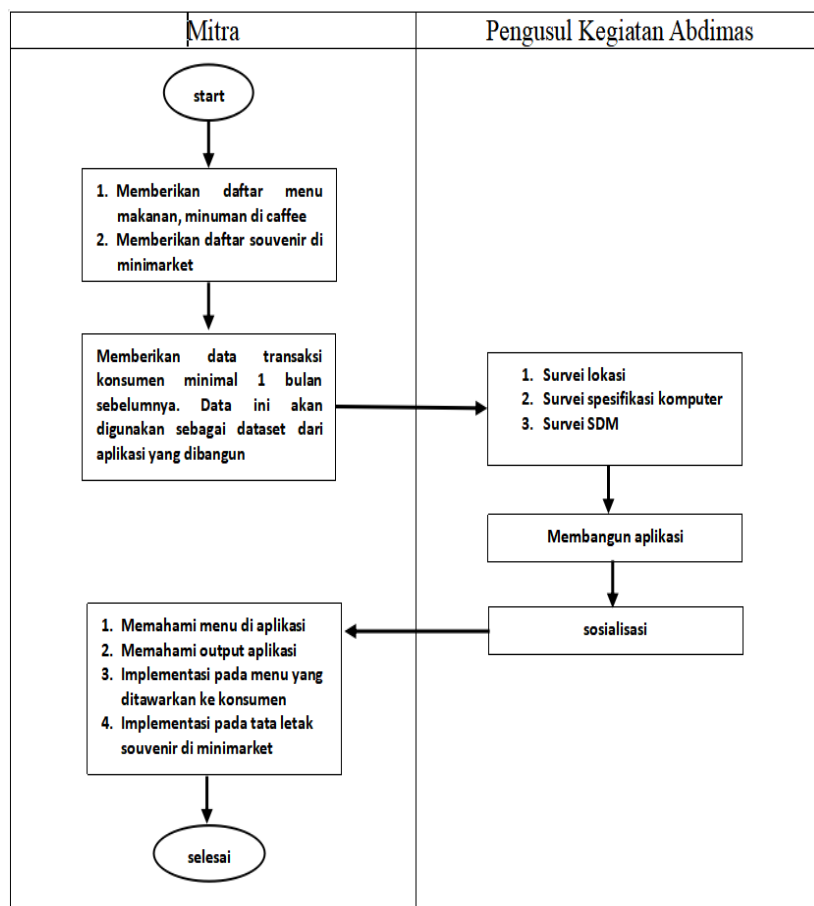 Mitra
Pengusul Kegiatan Abdimas
start
1. Memberikan daftar menu
makanan, minuman di caffee
2. Memberikan daftar souvenir di
minimarket
Memberikan data transaksi
konsumen minimal 1 bulan
sebelumnya. Data ini akan
digunakan sebagai dataset dari
aplikasi yang dibangun
1. Survei lokasi
2. Survei spesifikasi komputer
3. Survei SDM
Membangun aplikasi
sosialisasi
1. Memahami menu di aplikasi
2. Memahami output aplikasi
3. Implementasi pada menu yang
ditawarkan ke konsumen
4. Implementasi pada tata letak
souvenir di minimarket
selesai